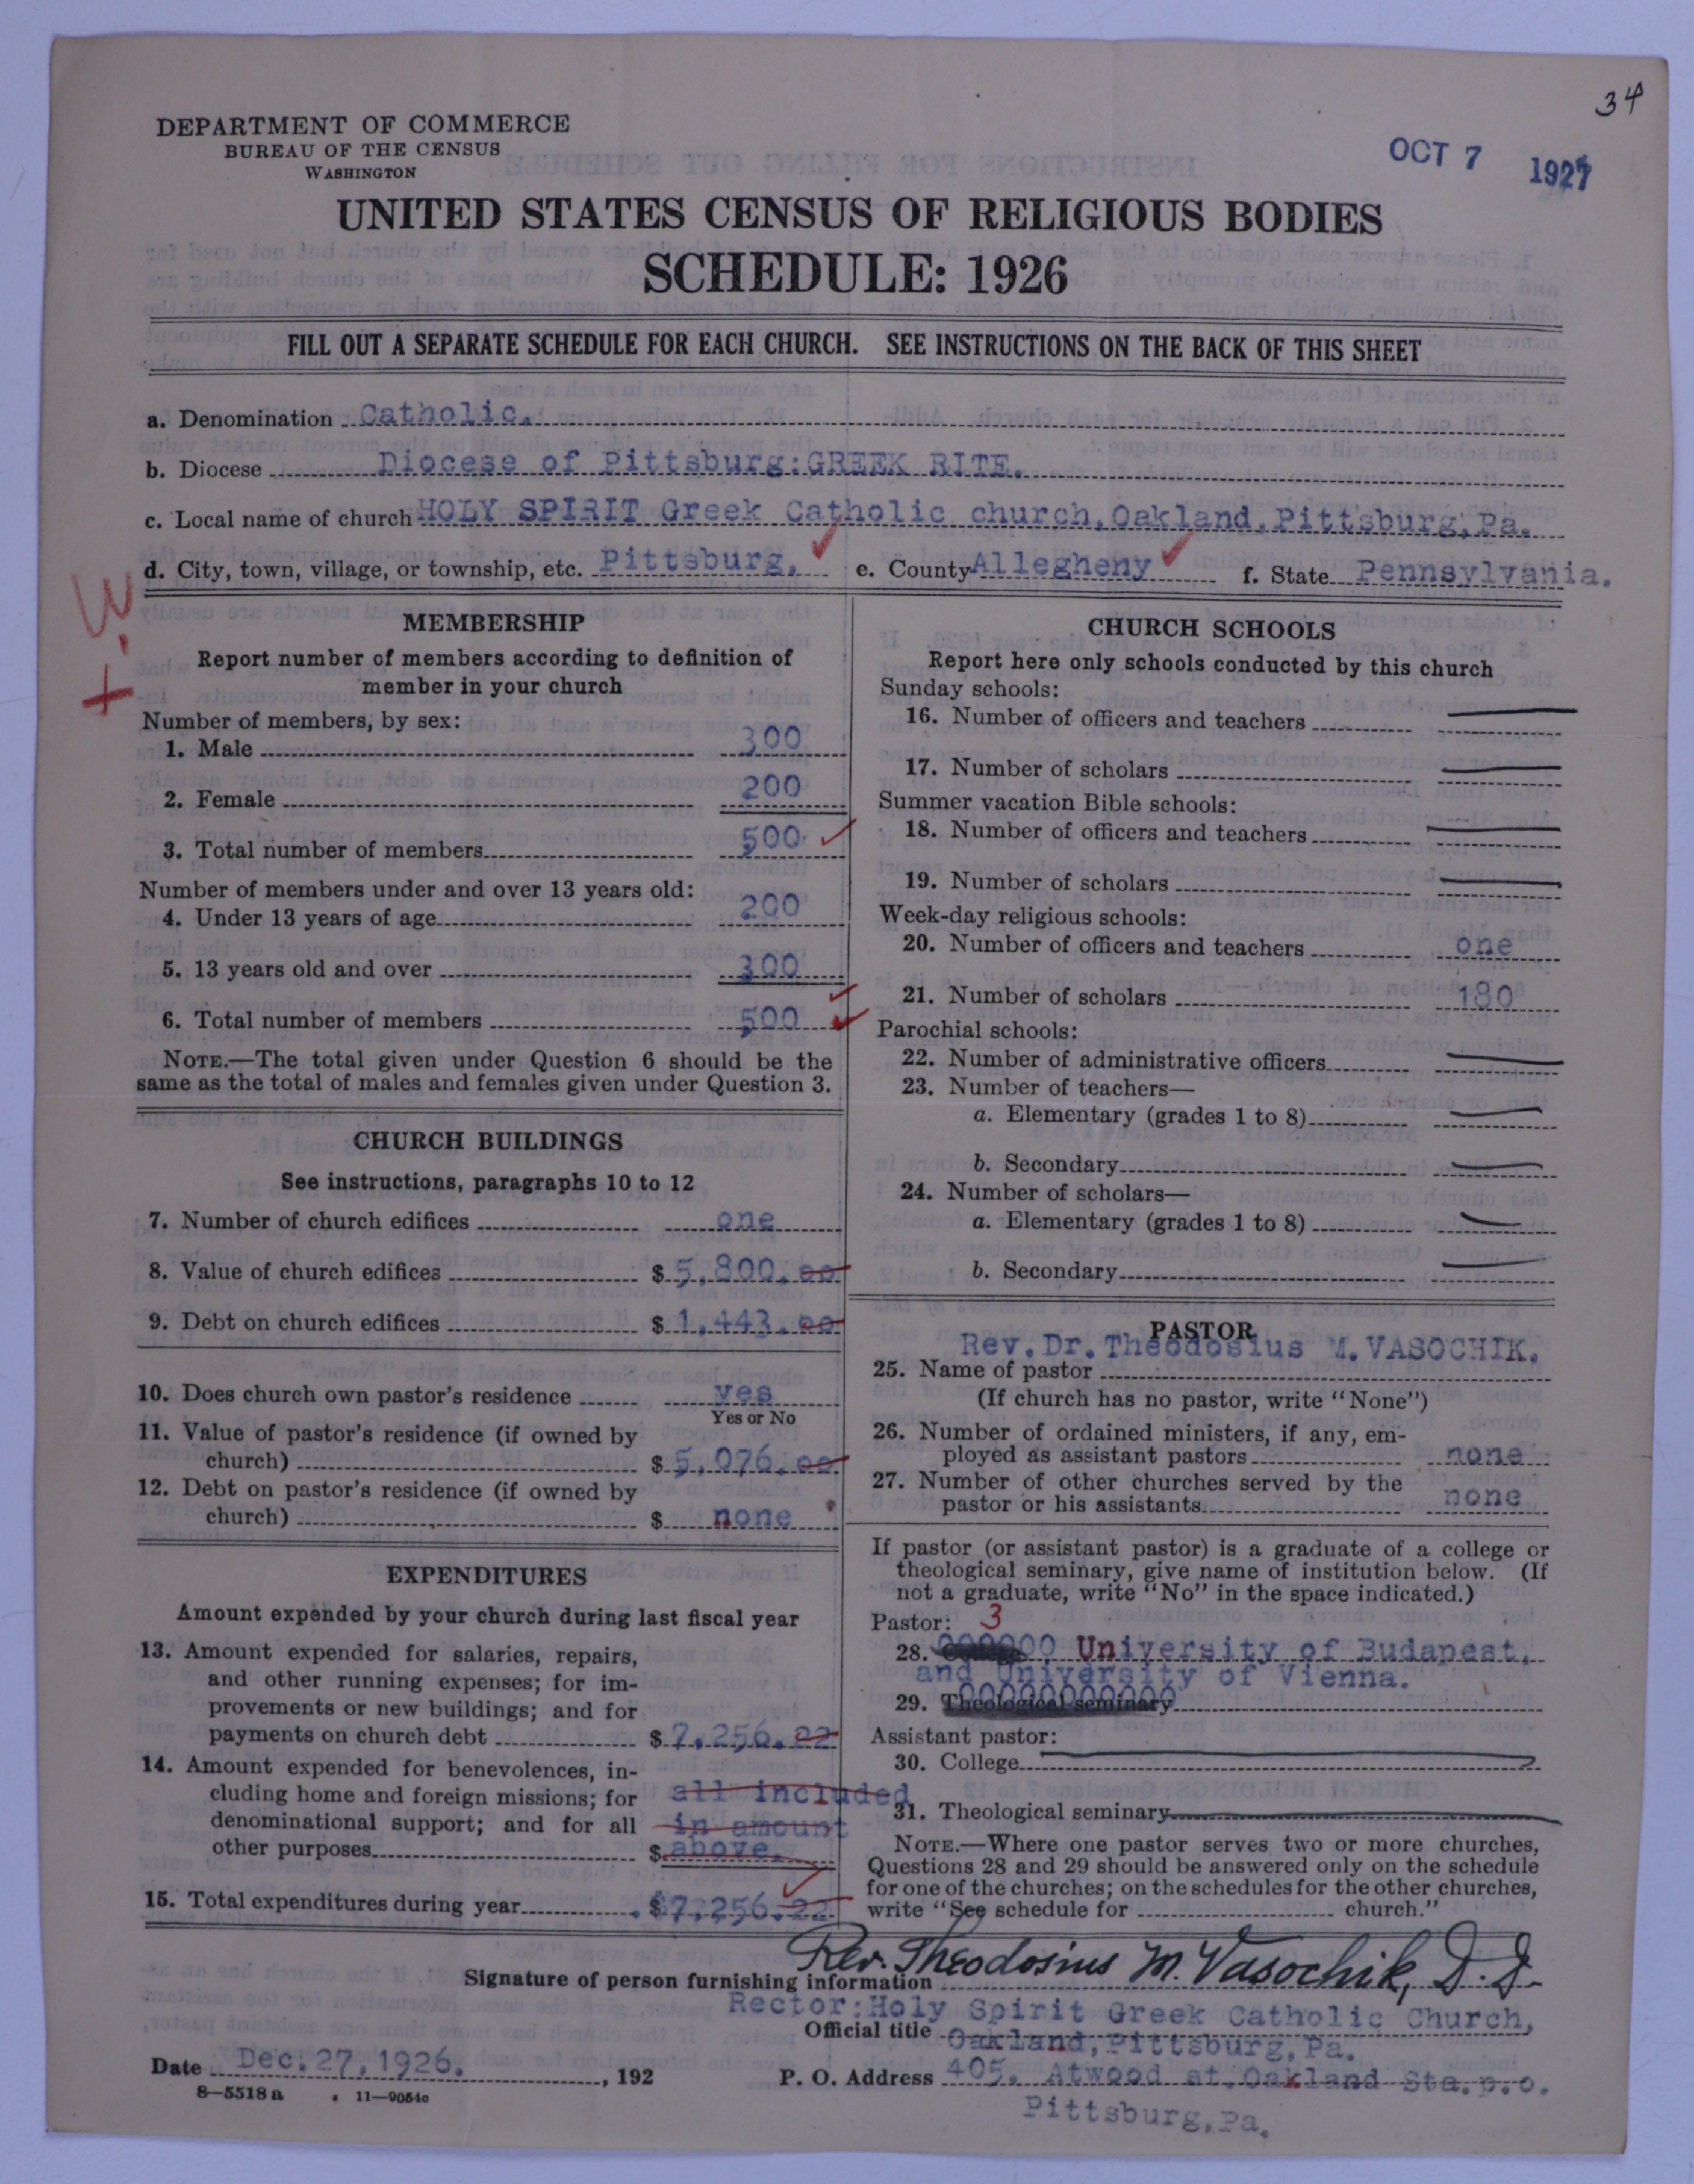 34
DEPARTMENT OF COMMERCE
BUREAU OF THE CENSUS
WASHINGTON
OCT 7 1927
UNITED STATES CENSUS OF RELIGIOUS BODIES
SCHEDULE: 1926
FILL OUT A SEPARATE SCHEDULE FOR EACH CHURCH. SEE INSTRUCTIONS ON THE BACK OF THIS SHEET
a. Denomination Catholic.
b. Diocese Diocese of Pittsburg:GREEK RITE.
c. Local name of church HOLY SPIRIT Greek Catholic church, Oakland, Pittsburg, Pa.
d. City, town, village, or township, etc. Pittsburg, e. County Allegheny f. State Pennsylvania.
MEMBERSHIP
Report number of members according to definition of
member in your church
Number of members, by sex:
1. Male 300
2. Female 200
3. Total number of members 500
Number of members under and over 13 years old:
4. Under 13 years of age 200
5. 13 years old and over 300
6. Total number of members 500
NOTE.—The total given under Question 6 should be the
same as the total of males and females given under Question 3.
CHURCH BUILDINGS
See instructions, paragraphs 10 to 12
7. Number of church edifices one
8. Value of church edifices $ 5,800.00
9. Debt on church edifices $ 1,443.00
10. Does church own pastor's residence yes
Yes or No
11. Value of pastor's residence (if owned by
church) $ 5,076.00
12. Debt on pastor's residence (if owned by
church) $ none
EXPENDITURES
Amount expended by your church during last fiscal year
13. Amount expended for salaries, repairs,
and other running expenses; for im-
provements or new buildings; and for
payments on church debt $ 7,256.22
14. Amount expended for benevolences, in-
cluding home and foreign missions; for all included
denominational support; and for all in amount
other purposes $ above.
15. Total expenditures during year $7,256.22
CHURCH SCHOOLS
Report here only schools conducted by this church
Sunday schools:
16. Number of officers and teachers
17. Number of scholars
Summer vacation Bible schools:
18. Number of officers and teachers
19. Number of scholars
Week-day religious schools:
20. Number of officers and teachers one
21. Number of scholars 180
Parochial schools:
22. Number of administrative officers
23. Number of teachers—
a. Elementary (grades 1 to 8)
b. Secondary
24. Number of scholars—
a. Elementary (grades 1 to 8)
b. Secondary
PASTOR
Rev. Dr. Theodosius M. VASOCHIK.
25. Name of pastor
(If church has no pastor, write "None")
26. Number of ordained ministers, if any, em-
ployed as assistant pastors none
27. Number of other churches served by the
pastor or his assistants none
If pastor (or assistant pastor) is a graduate of a college or
theological seminary, give name of institution below. (If
not a graduate, write "No" in the space indicated.)
Pastor: 3
28. College University of Budapest,
and University of Vienna.
29. Theological seminary
Assistant pastor:
30. College
31. Theological seminary
NOTE.—Where one pastor serves two or more churches,
Questions 28 and 29 should be answered only on the schedule
for one of the churches; on the schedules for the other churches,
write "See schedule for church."
Signature of person furnishing information Rev. Theodosius M. Vasochik, D.D.
Rector:Holy Spirit Greek Catholic Church,
Official title Oakland, Pittsburg, Pa.
Date Dec. 27, 1926. , 192
P. O. Address 405, Atwood st. Oakland Sta. p.o.
Pittsburg, Pa.
8—5518 a 11—9054c